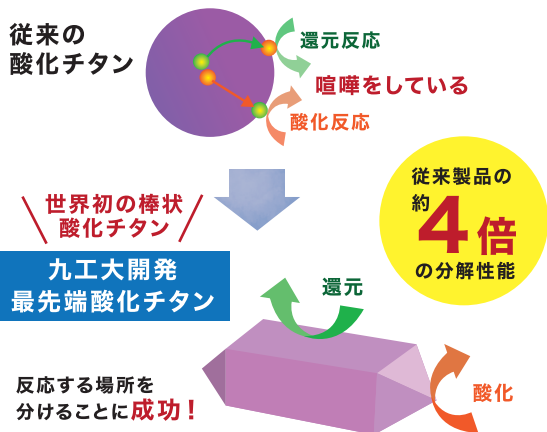 従来の
酸化チタン
還元反応
喧嘩をしている
酸化反応
世界初の棒状
酸化チタン
九工大開発
最先端酸化チタン
従来製品の
約4倍
の分解性能
還元
酸化
反応する場所を
分けることに成功！